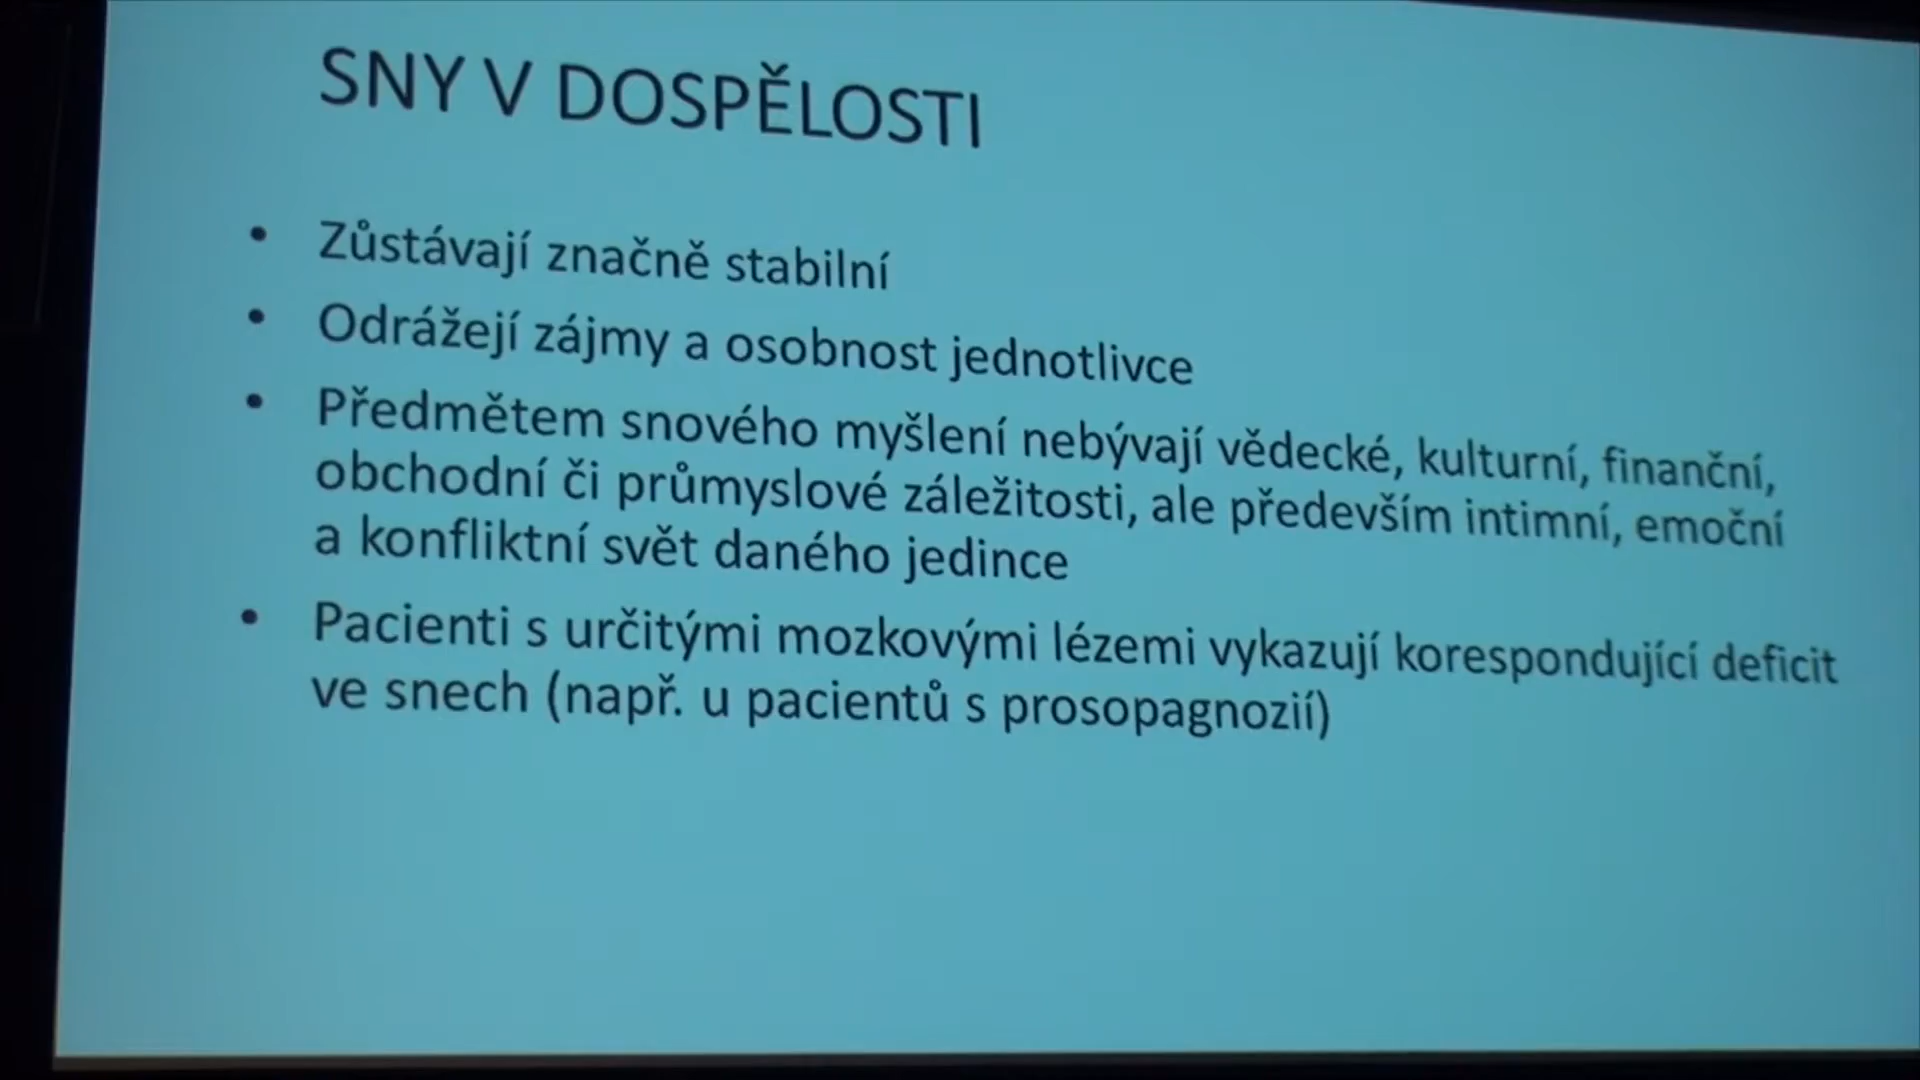 SNY V DOSPĚLOSTI
• Zůstávají značně stabilní
• Odrážejí zájmy a osobnost jednotlivce
• Předmětem snového myšlení nebývají vědecké, kulturní, finanční,
obchodní či průmyslové záležitosti, ale především intimní, emoční
a konfliktní svět daného jedince
• Pacienti s určitými mozkovými lézemi vykazují korespondující deficit
ve snech (např. u pacientů s prosopagnozií)